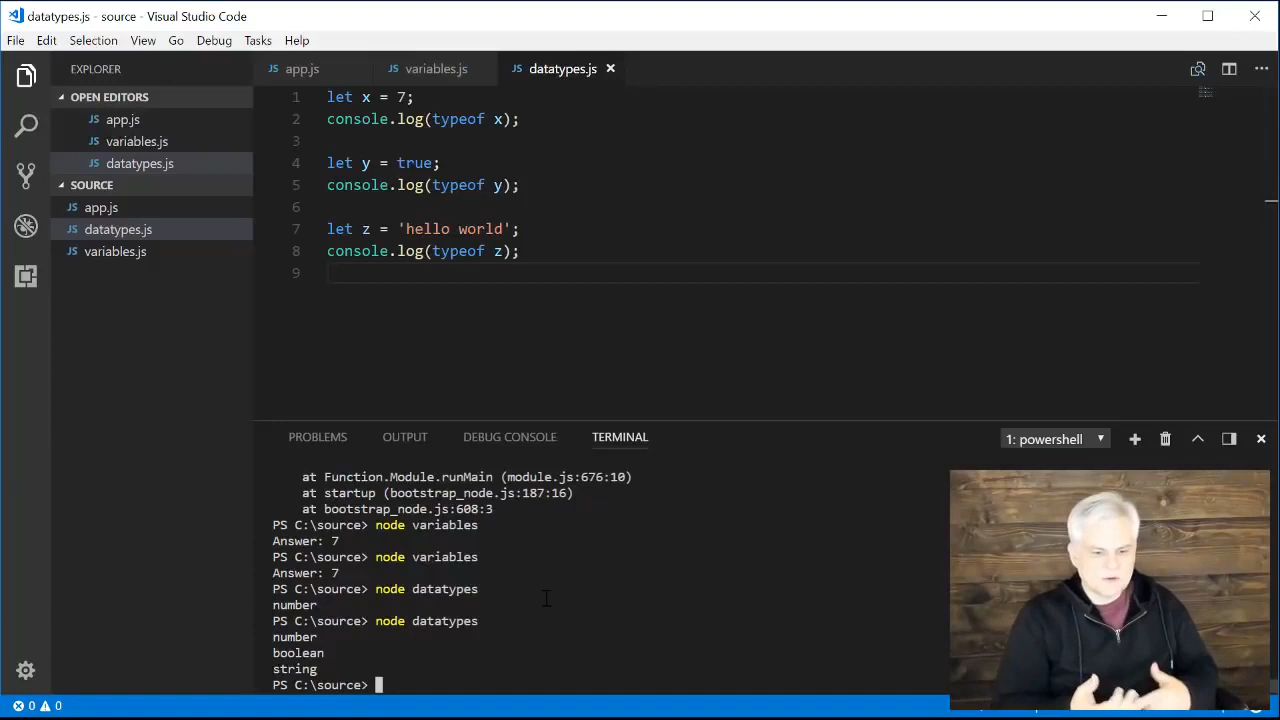 datatypes.js - source - Visual Studio Code
File Edit Selection View Go Debug Tasks Help
EXPLORER
OPEN EDITORS
JS app.js
JS variables.js
JS datatypes.js
SOURCE
JS app.js
JS datatypes.js
JS variables.js
JS app.js JS variables.js JS datatypes.js
1 let x = 7;
2 console.log(typeof x);
3
4 let y = true;
5 console.log(typeof y);
6
7 let z = 'hello world';
8 console.log(typeof z);
9
PROBLEMS OUTPUT DEBUG CONSOLE TERMINAL 1: powershell
at Function.Module.runMain (module.js:676:10)
at startup (bootstrap_node.js:187:16)
at bootstrap_node.js:608:3
PS C:\source> node variables
Answer: 7
PS C:\source> node variables
Answer: 7
PS C:\source> node datatypes
number
PS C:\source> node datatypes
number
boolean
string
PS C:\source>
0 0